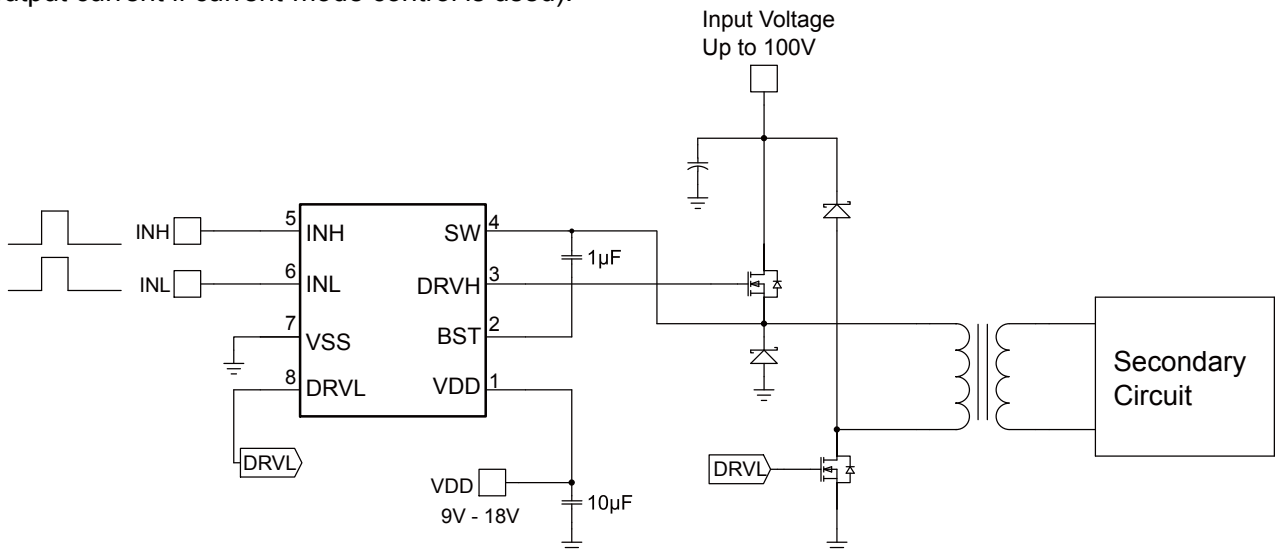 utput current if current-mode control is used).
Input Voltage
Up to 100V
5
INH
INH
SW
4
1µF
6
INL
INL
DRVH
3
7
VSS
BST
2
8
DRVL
VDD
1
DRVL
VDD
9V - 18V
10µF
DRVL
Secondary
Circuit